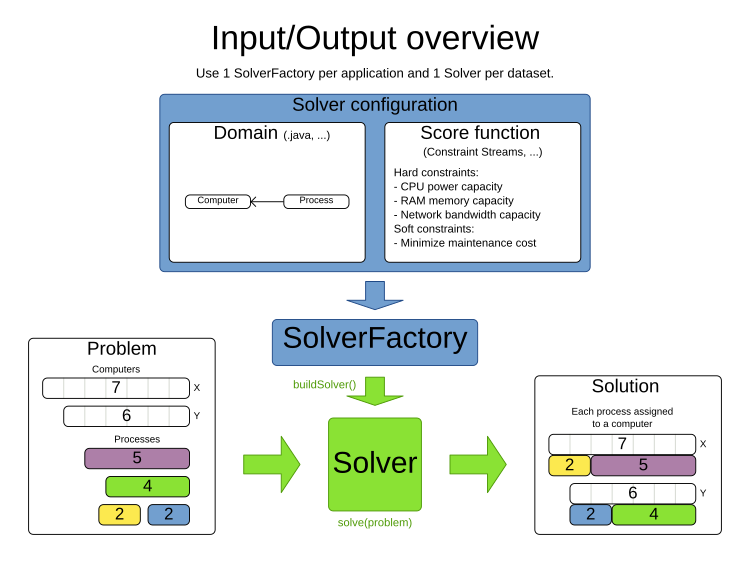 Input/Output overview
Use 1 SolverFactory per application and 1 Solver per dataset.
Solver configuration
Domain (.java, ...)
Computer
Process
Score function
(Constraint Streams, ...)
Hard constraints:
- CPU power capacity
- RAM memory capacity
- Network bandwidth capacity
Soft constraints:
- Minimize maintenance cost
SolverFactory
buildSolver()
Problem
Computers
7
X
6
Y
Processes
5
4
2
2
Solver
solve(problem)
Solution
Each process assigned
to a computer
7
X
2
5
6
Y
2
4